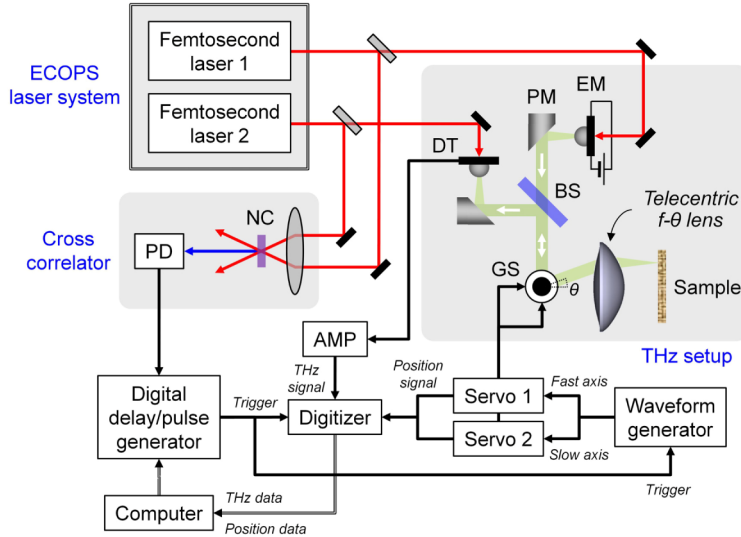 ECOPS
laser system
Femtosecond
laser 1
Femtosecond
laser 2
PM
EM
DT
BS
Telecentric
f-θ lens
NC
Cross
correlator
PD
GS
θ
Sample
THz setup
AMP
THz
signal
Position
signal
Digital
delay/pulse
generator
Trigger
Digitizer
Servo 1
Servo 2
Fast axis
Slow axis
Waveform
generator
Trigger
Computer
THz data
Position data